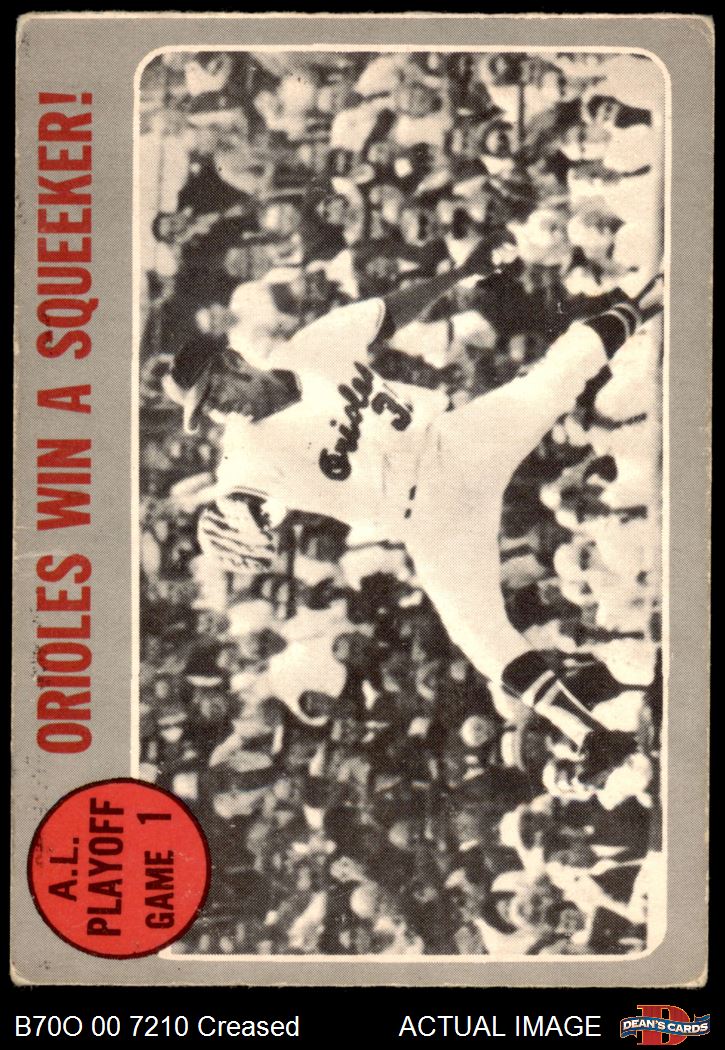 ORIOLES WIN A SQUEEKER!
A.L.
PLAYOFF
GAME 1
Orioles
B70O 00 7210 Creased
ACTUAL IMAGE
D
DEAN'S CARDS